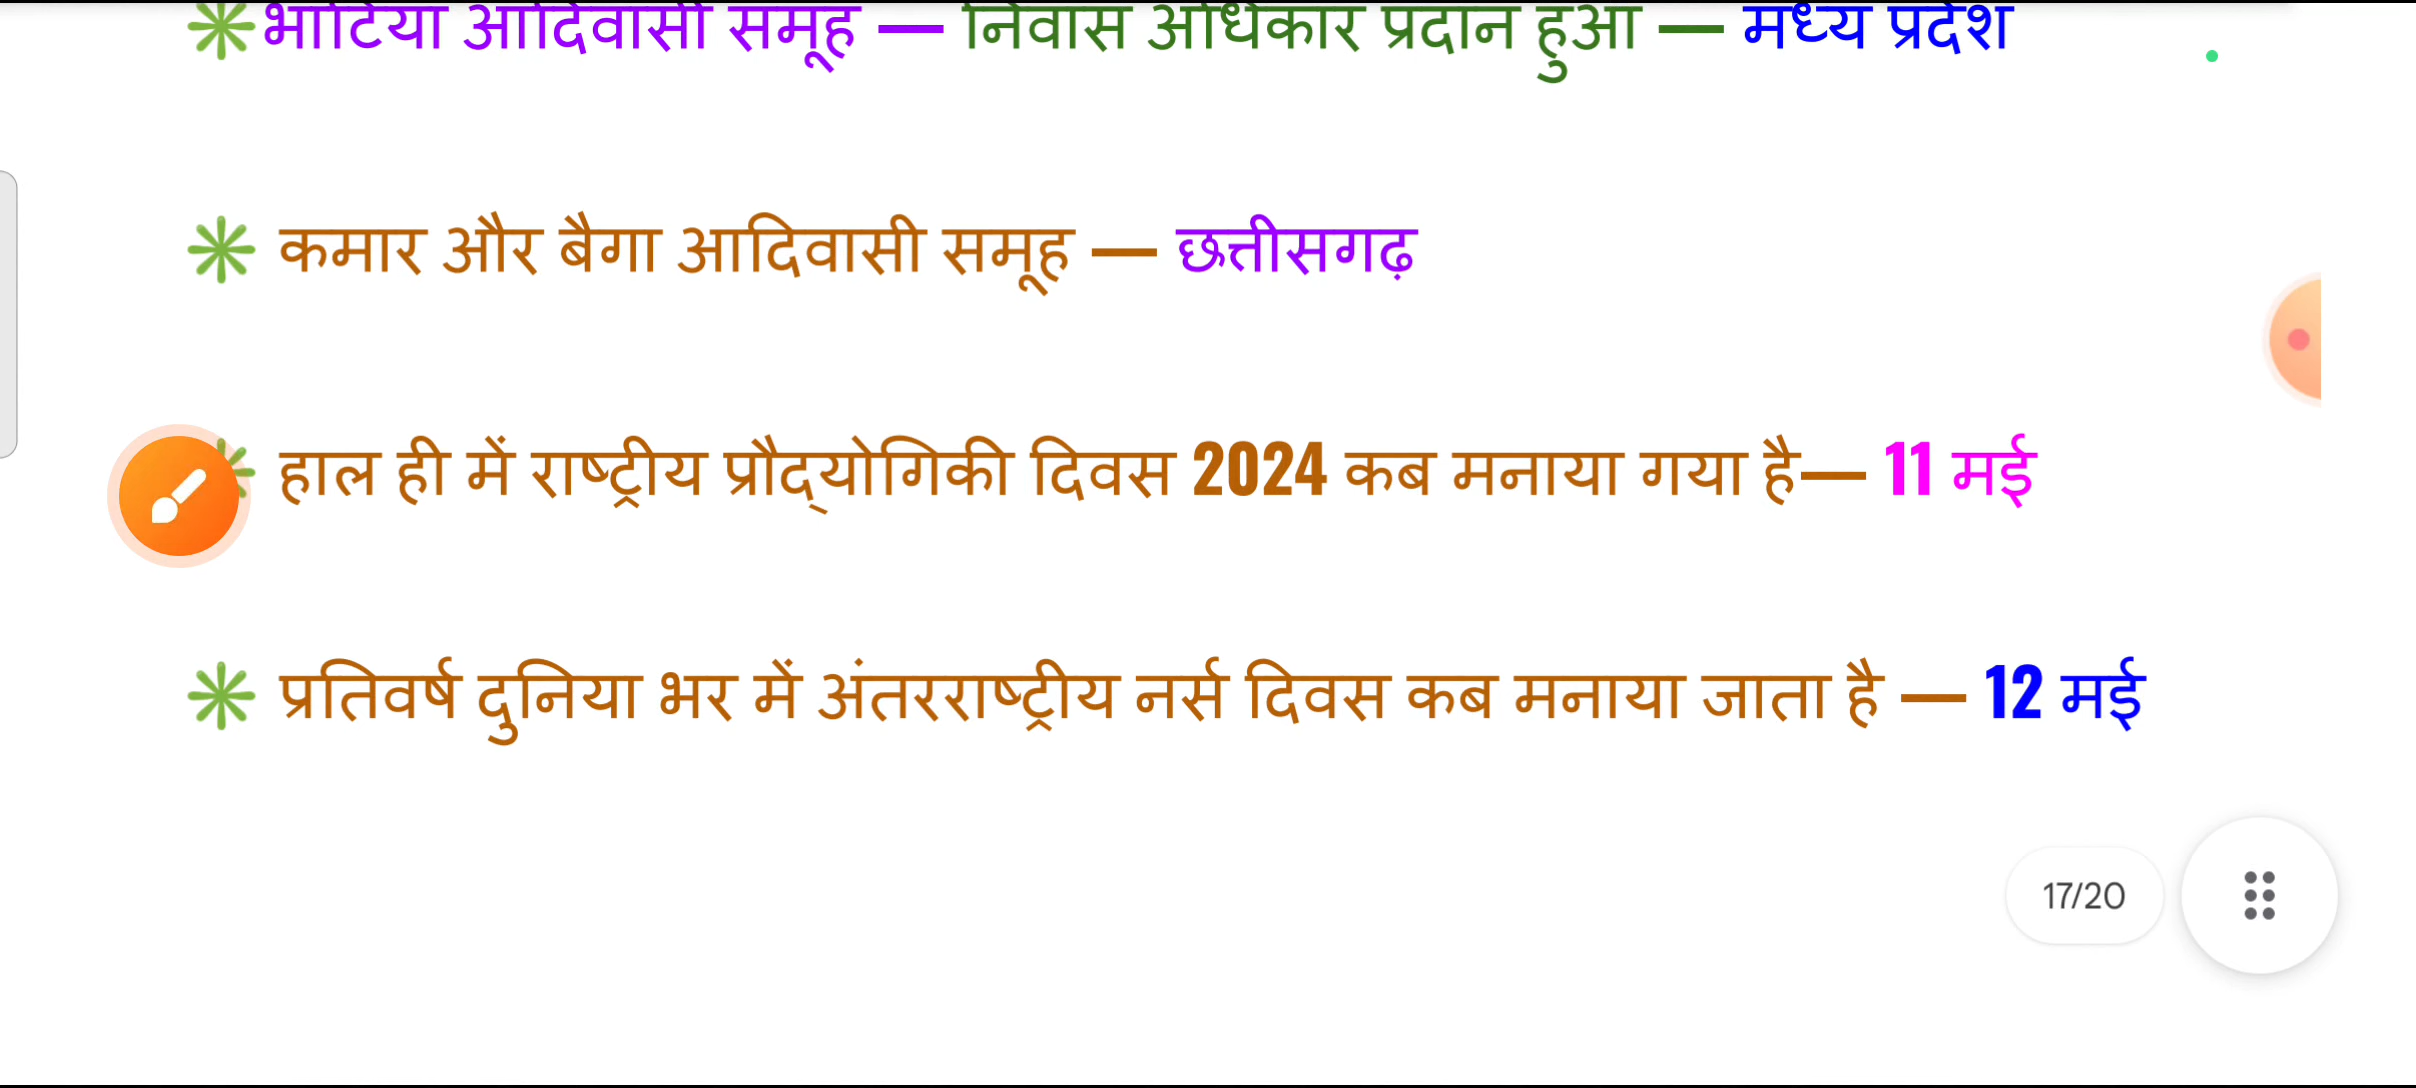 ✳️भाटिया आदिवासी समूह — निवास अधिकार प्रदान हुआ — मध्य प्रदेश
✳️ कमार और बैगा आदिवासी समूह — छत्तीसगढ़
हाल ही में राष्ट्रीय प्रौद्योगिकी दिवस 2024 कब मनाया गया है— 11 मई
✳️ प्रतिवर्ष दुनिया भर में अंतरराष्ट्रीय नर्स दिवस कब मनाया जाता है — 12 मई
17/20